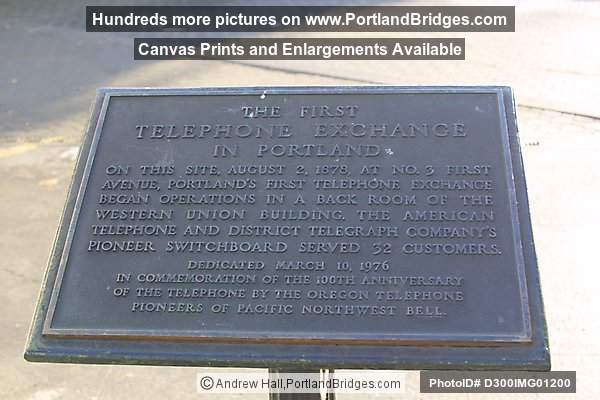 Hundreds more pictures on www.PortlandBridges.com
Canvas Prints and Enlargements Available
THE FIRST
TELEPHONE EXCHANGE
IN PORTLAND
ON THIS SITE, AUGUST 2, 1878, AT NO. 3 FIRST
AVENUE, PORTLAND'S FIRST TELEPHONE EXCHANGE
BEGAN OPERATIONS IN A BACK ROOM OF THE
WESTERN UNION BUILDING. THE AMERICAN
TELEPHONE AND DISTRICT TELEGRAPH COMPANY'S
PIONEER SWITCHBOARD SERVED 32 CUSTOMERS.
DEDICATED MARCH 10, 1976
IN COMMEMORATION OF THE 100TH ANNIVERSARY
OF THE TELEPHONE BY THE OREGON TELEPHONE
PIONEERS OF PACIFIC NORTHWEST BELL.
©Andrew Hall, PortlandBridges.com
PhotoID# D300IMG01200